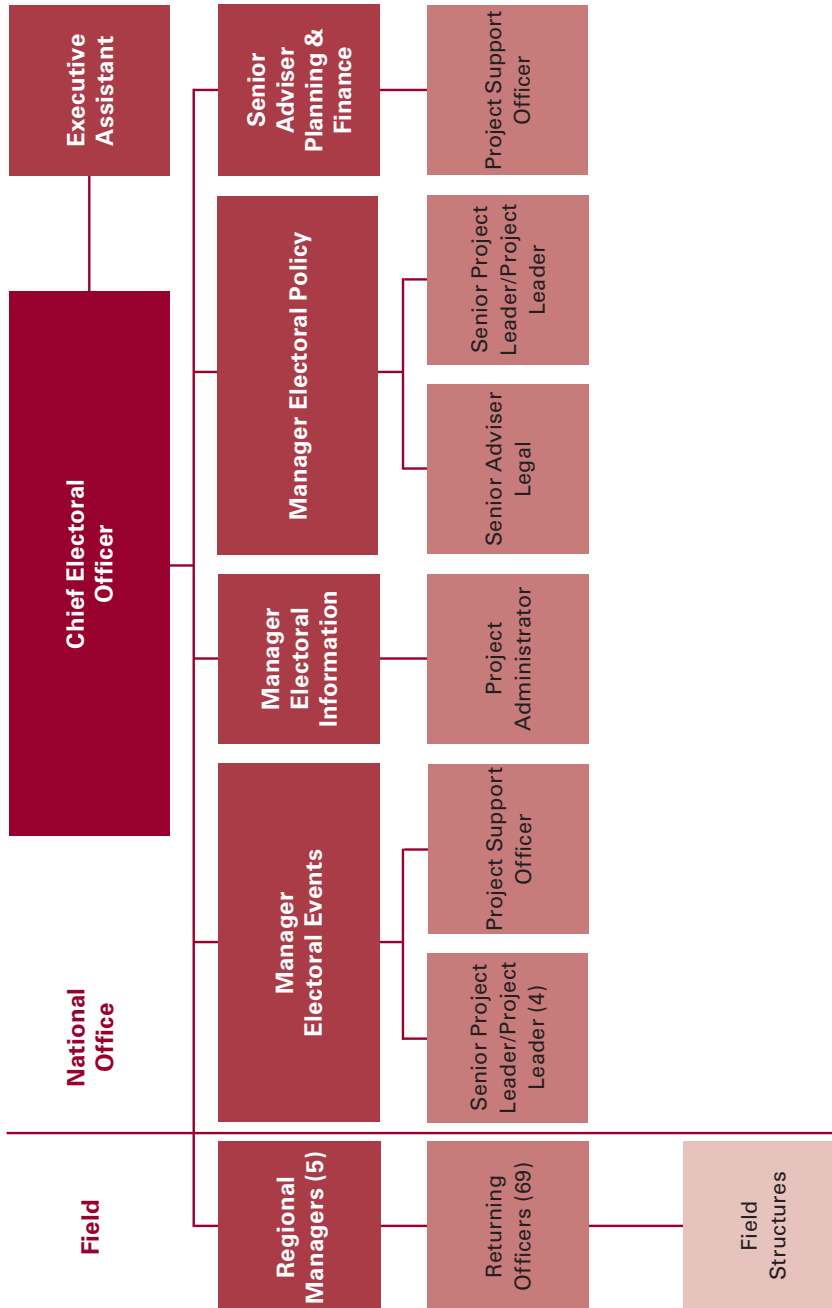 Field
National
Office
Chief Electoral
Officer
Executive
Assistant
Regional
Managers (5)
Manager
Electoral Events
Manager
Electoral
Information
Manager Electoral Policy
Senior
Adviser
Planning &
Finance
Returning
Officers (69)
Senior Project
Leader/Project
Leader (4)
Project Support
Officer
Project
Administrator
Senior Adviser
Legal
Senior Project
Leader/Project
Leader
Project Support
Officer
Field
Structures